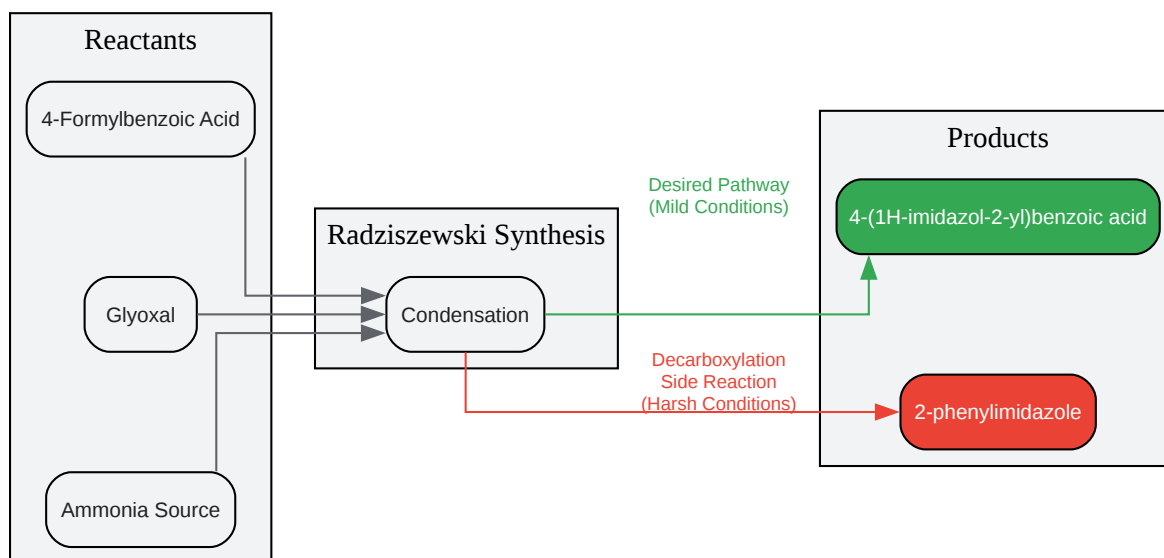 Reactants
4-Formylbenzoic Acid
Glyoxal
Ammonia Source
Radziszewski Synthesis
Condensation
Desired Pathway
(Mild Conditions)
Decarboxylation
Side Reaction
(Harsh Conditions)
Products
4-(1H-imidazol-2-yl)benzoic acid
2-phenylimidazole